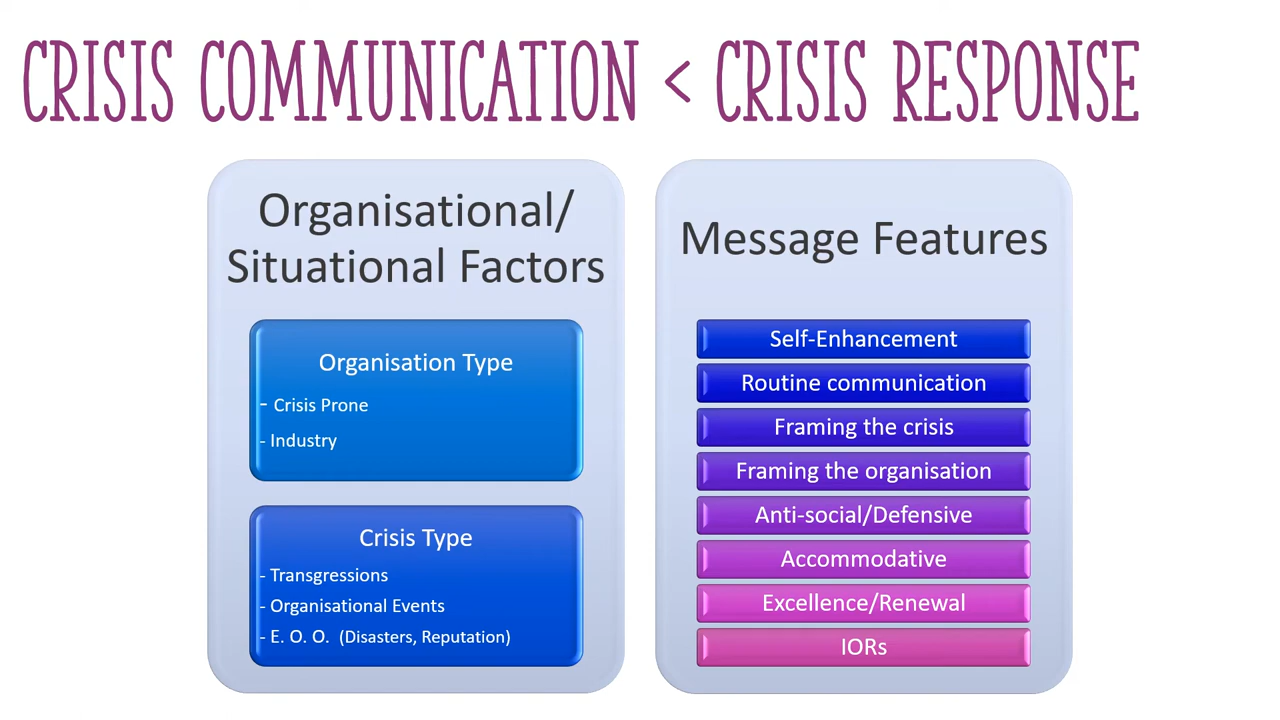 CRISIS COMMUNICATION < CRISIS RESPONSE
Organisational/
Situational Factors
Organisation Type
- Crisis Prone
- Industry
Crisis Type
- Transgressions
- Organisational Events
- E. O. O. (Disasters, Reputation)
Message Features
Self-Enhancement
Routine communication
Framing the crisis
Framing the organisation
Anti-social/Defensive
Accommodative
Excellence/Renewal
IORs